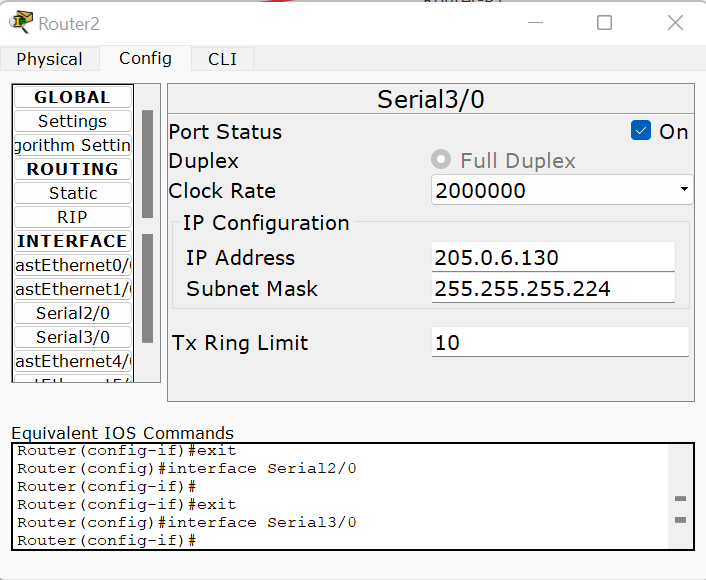 Router2
Physical
Config
CLI
GLOBAL
Settings
gorithm Settin
ROUTING
Static
RIP
INTERFACE
astEthernet0/
astEthernet1/
Serial2/0
Serial3/0
astEthernet4/
Serial3/0
Port Status
On
Duplex
Full Duplex
Clock Rate
2000000
IP Configuration
IP Address
205.0.6.130
Subnet Mask
255.255.255.224
Tx Ring Limit
10
Equivalent IOS Commands
Router(config-if)#exit
Router(config)#interface Serial2/0
Router(config-if)#
Router(config-if)#exit
Router(config)#interface Serial3/0
Router(config-if)#